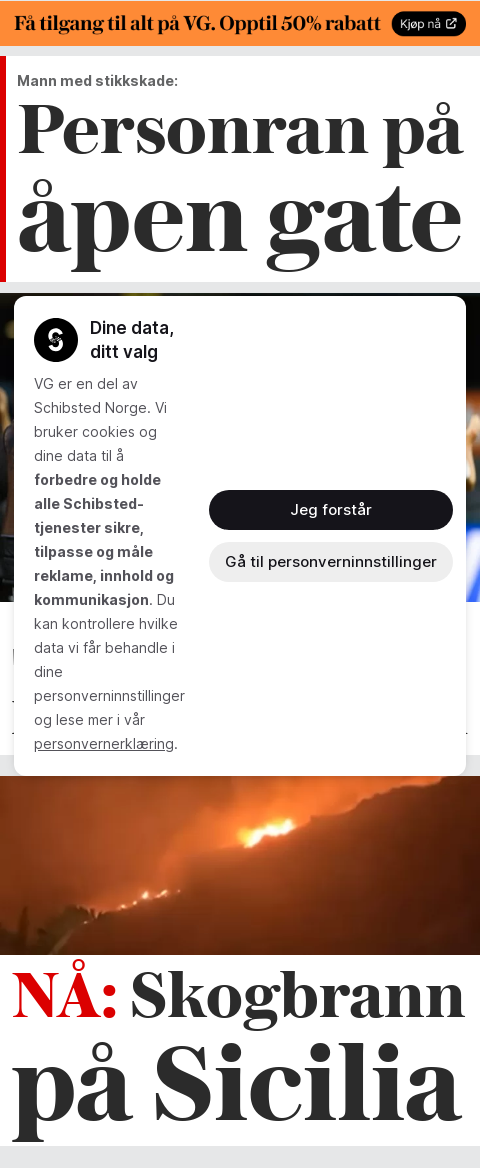 Få tilgang til alt på VG. Opptil 50% rabatt
Kjøp nå
Mann med stikkskade:
Personran på
åpen gate
Dine data,
ditt valg
VG er en del av
Schibsted Norge. Vi
bruker cookies og
dine data til å
forbedre og holde
alle Schibsted-
tjenester sikre,
tilpasse og måle
reklame, innhold og
kommunikasjon. Du
kan kontrollere hvilke
data vi får behandle i
dine
personverninnstillinger
og lese mer i vår
personvernerklæring.
Jeg forstår
Gå til personverninnstillinger
NÅ: Skogbrann
på Sicilia